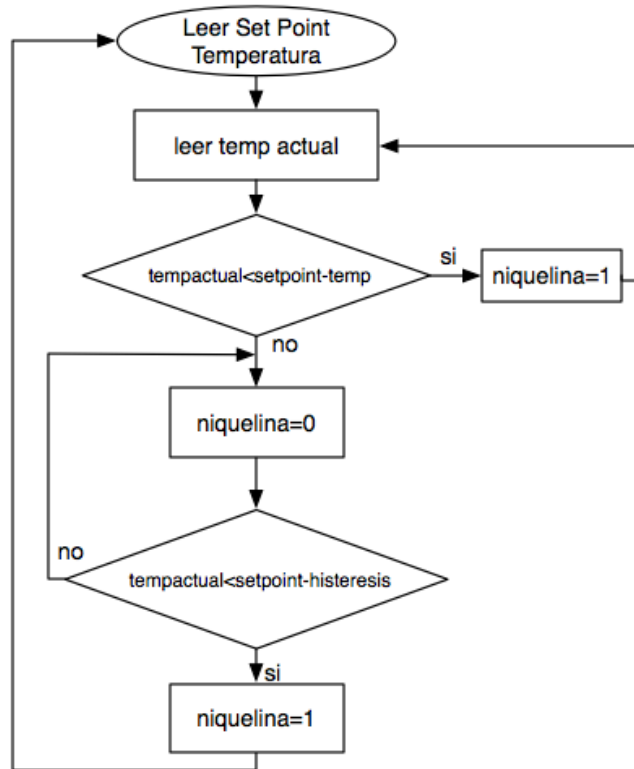 Leer Set Point
Temperatura
leer temp actual
tempactual<setpoint-temp
si
niquelina=1
no
niquelina=0
no
tempactual<setpoint-histeresis
si
niquelina=1